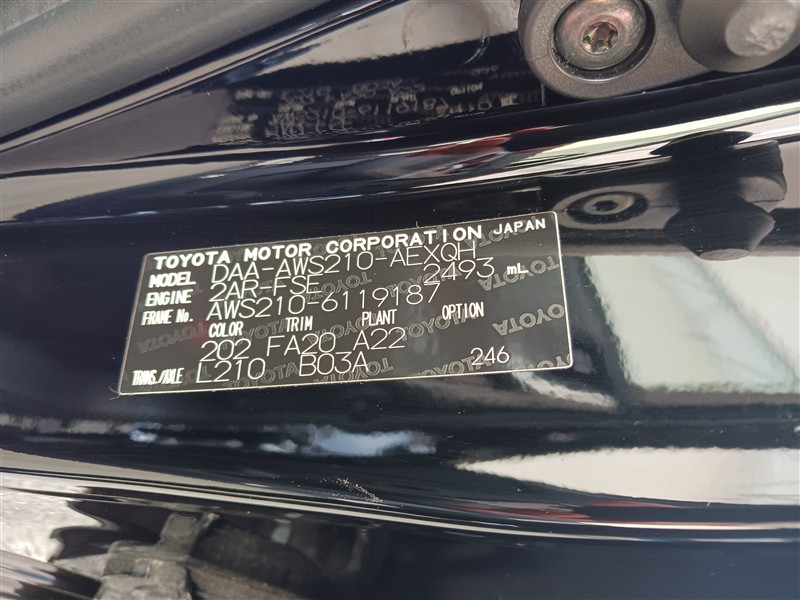 TOYOTA MOTOR CORPORATION JAPAN
MODEL DAA-AWS210-AEXQH
ENGINE 2AR-FSE 2493 mL
FRAME No. AWS210-6119187
COLOR TRIM PLANT OPTION
202 FA20 A22
TRANS./AXLE L210 B03A 246